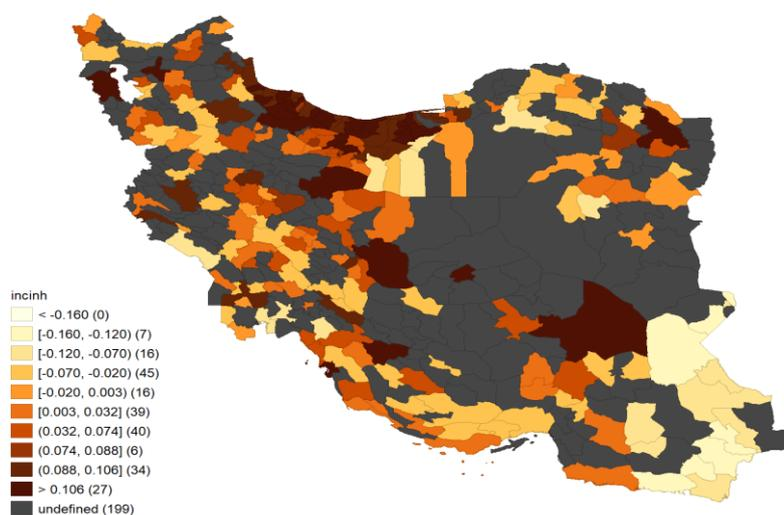 incinh
< -0.160 (0)
[-0.160, -0.120) (7)
[-0.120, -0.070) (16)
[-0.070, -0.020) (45)
[-0.020, 0.003) (16)
[0.003, 0.032] (39)
(0.032, 0.074] (40)
(0.074, 0.088] (6)
(0.088, 0.106] (34)
> 0.106 (27)
undefined (199)